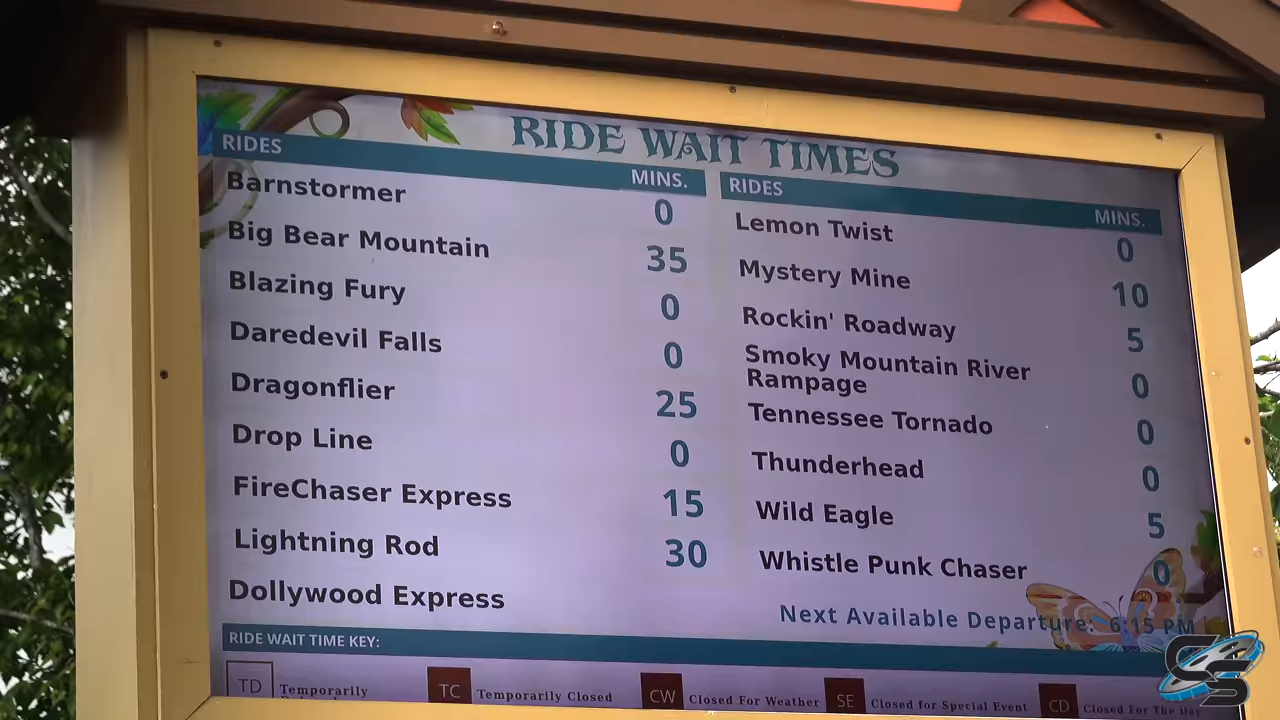 RIDE WAIT TIMES
RIDES MINS.
Barnstormer 0
Big Bear Mountain 35
Blazing Fury 0
Daredevil Falls 0
Dragonflier 25
Drop Line 0
FireChaser Express 15
Lightning Rod 30
RIDES MINS.
Lemon Twist 0
Mystery Mine 10
Rockin' Roadway 5
Smoky Mountain River
Rampage 0
Tennessee Tornado 0
Thunderhead 0
Wild Eagle 5
Whistle Punk Chaser 0
Dollywood Express Next Available Departure: 6:15 PM
RIDE WAIT TIME KEY:
TD Temporarily
TC Temporarily Closed
CW Closed For Weather
SE Closed for Special Event
CD Closed For The Day
CS